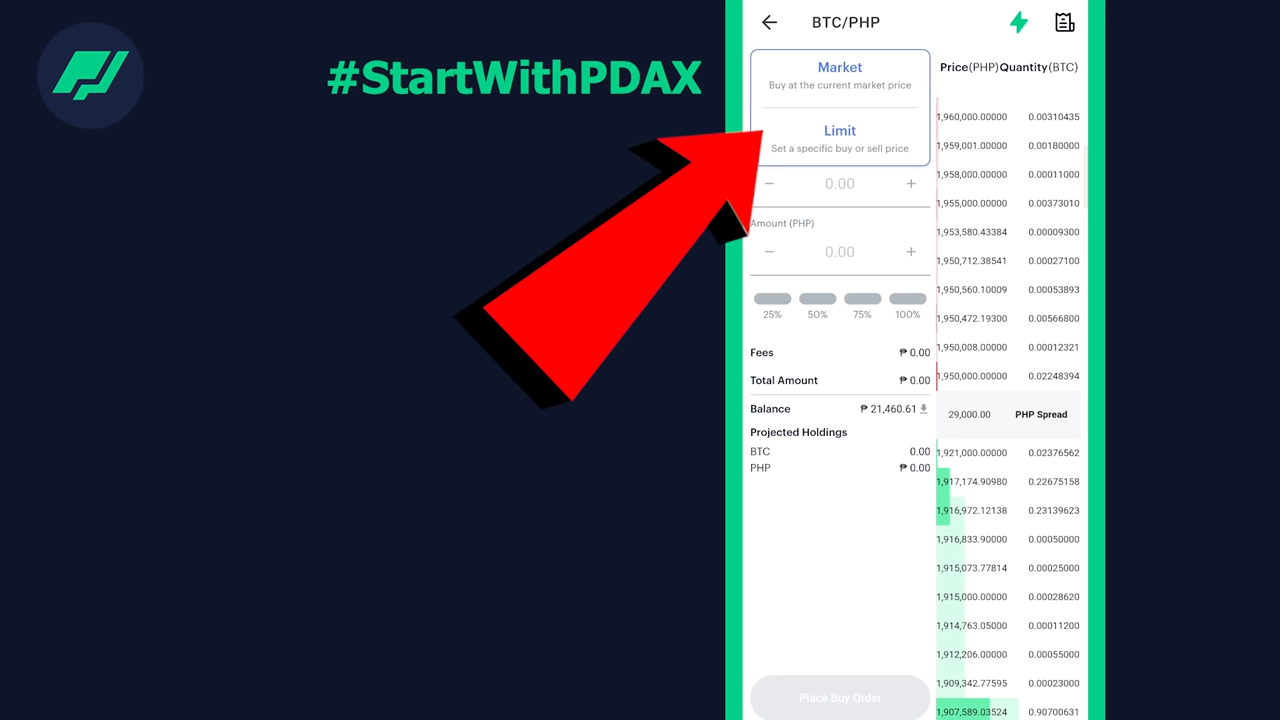 #StartWithPDAX
BTC/PHP
Market
Buy at the current market price
Limit
Set a specific buy or sell price
− 0.00 +
Amount (PHP)
− 0.00 +
25% 50% 75% 100%
Fees ₱ 0.00
Total Amount ₱ 0.00
Balance ₱ 21,460.61
Projected Holdings
BTC 0.00
PHP ₱ 0.00
Place Buy Order
Price(PHP) Quantity(BTC)
1,960,000.00000 0.00310435
1,959,001.00000 0.00180000
1,958,000.00000 0.00011000
1,955,000.00000 0.00373010
1,953,580.43384 0.00009300
1,950,712.38541 0.00027100
1,950,560.10009 0.00053893
1,950,472.19300 0.00566800
1,950,008.00000 0.00012321
1,950,000.00000 0.02248394
29,000.00 PHP Spread
1,921,000.00000 0.02376562
1,917,174.90980 0.22675158
1,916,972.12138 0.23139623
1,916,833.90000 0.00050000
1,915,073.77814 0.00025000
1,915,000.00000 0.00028620
1,914,763.05000 0.00011200
1,912,206.00000 0.00055000
1,909,342.77595 0.00023000
1,907,589.03524 0.90700631